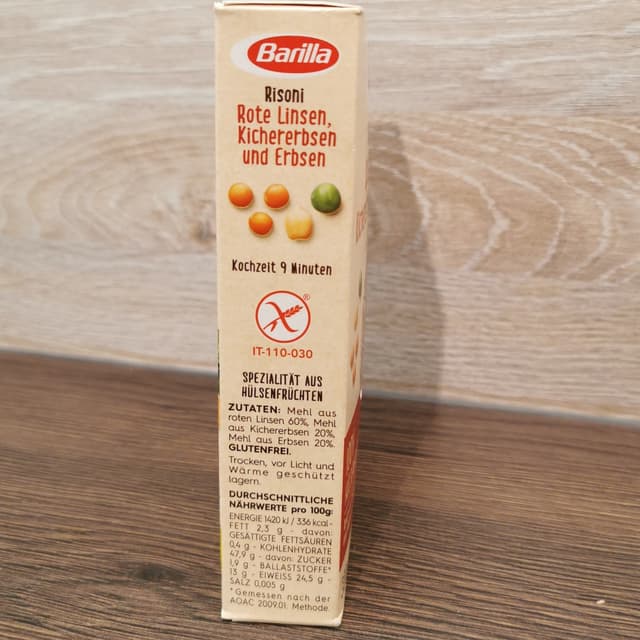 Barilla
Risoni
Rote Linsen,
Kichererbsen
und Erbsen
Kochzeit 9 Minuten
®
IT-110-030
SPEZIALITÄT AUS
HÜLSENFRÜCHTEN
ZUTATEN: Mehl aus
roten Linsen 60%, Mehl
aus Kichererbsen 20%,
Mehl aus Erbsen 20%.
GLUTENFREI.
Trocken, vor Licht und
Wärme geschützt
lagern.
DURCHSCHNITTLICHE
NÄHRWERTE pro 100g:
ENERGIE 1420 kJ / 336 kcal -
FETT 2,3 g - davon:
GESÄTTIGTE FETTSÄUREN
0,4 g - KOHLENHYDRATE
47,9 g - davon: ZUCKER
1,9 g - BALLASTSTOFFE*
13 g - EIWEISS 24,5 g -
SALZ 0,005 g
*Gemessen nach der
AOAC 2009.01. Methode.